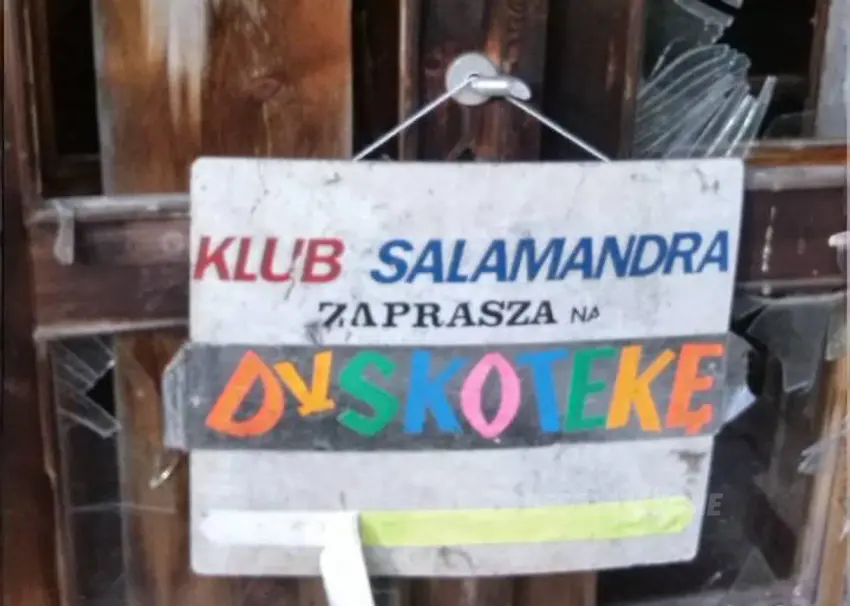 KLUB SALAMANDRA
ZAPRASZA NA
DYSKOTEKĘ